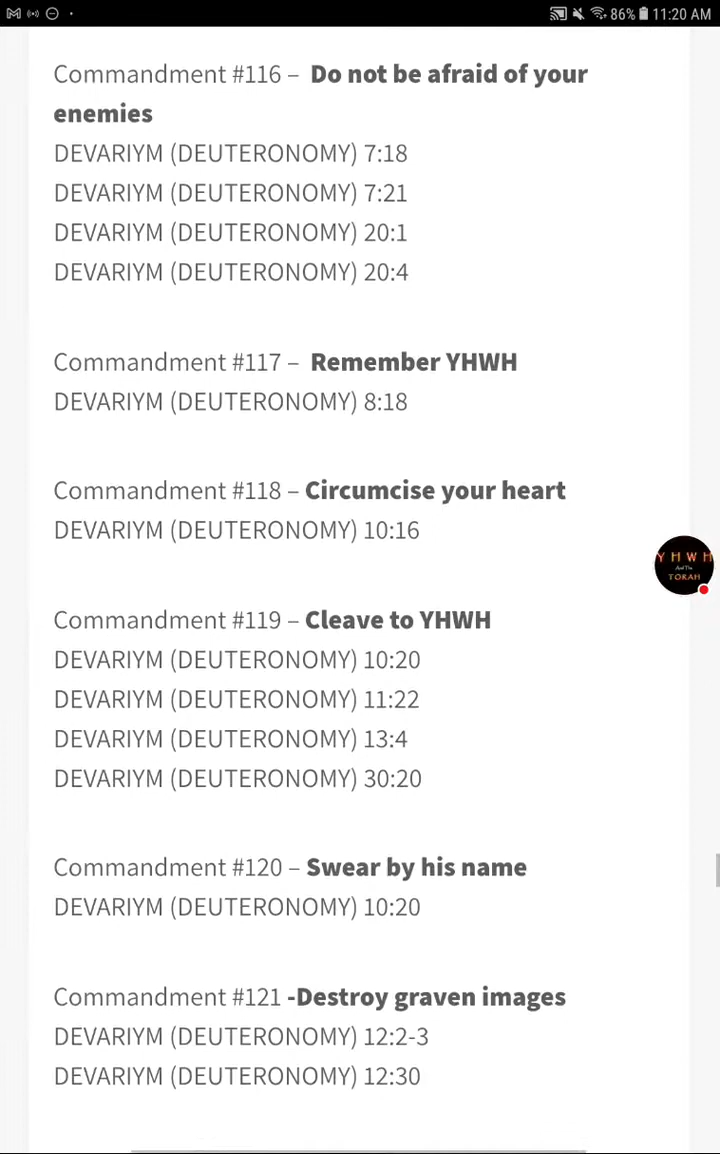 86% 11:20 AM
Commandment #116 – Do not be afraid of your
enemies
DEVARIYM (DEUTERONOMY) 7:18
DEVARIYM (DEUTERONOMY) 7:21
DEVARIYM (DEUTERONOMY) 20:1
DEVARIYM (DEUTERONOMY) 20:4
Commandment #117 – Remember YHWH
DEVARIYM (DEUTERONOMY) 8:18
Commandment #118 – Circumcise your heart
DEVARIYM (DEUTERONOMY) 10:16
YHWH
And The
TORAH
Commandment #119 – Cleave to YHWH
DEVARIYM (DEUTERONOMY) 10:20
DEVARIYM (DEUTERONOMY) 11:22
DEVARIYM (DEUTERONOMY) 13:4
DEVARIYM (DEUTERONOMY) 30:20
Commandment #120 – Swear by his name
DEVARIYM (DEUTERONOMY) 10:20
Commandment #121 -Destroy graven images
DEVARIYM (DEUTERONOMY) 12:2-3
DEVARIYM (DEUTERONOMY) 12:30